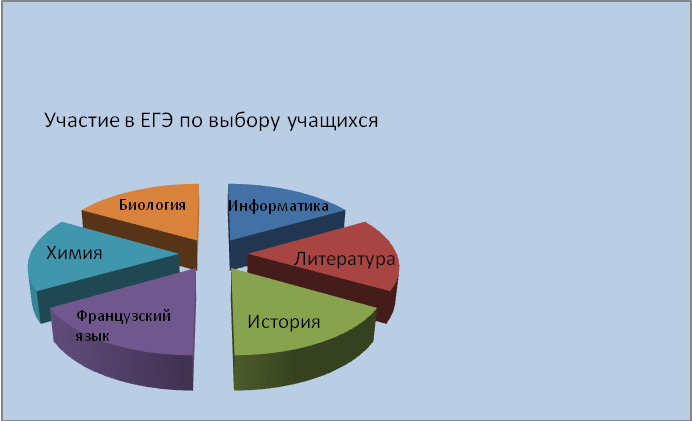 Участие в ЕГЭ по выбору учащихся
Биология
Информатика
Химия
Литература
Французский
язык
История